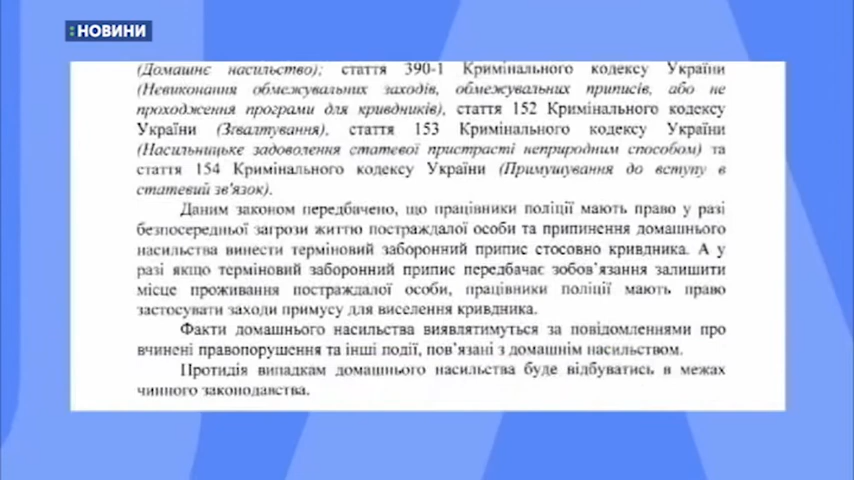 :НОВИНИ
(Домашнє насильство); стаття 390-1 Кримінального кодексу України
(Невиконання обмежувальних заходів, обмежувальних приписів, або не
проходження програми для кривдників), стаття 152 Кримінального кодексу
України (Згвалтування), стаття 153 Кримінального кодексу України
(Насильницьке задоволення статевої пристрасті неприродним способом) та
стаття 154 Кримінального кодексу України (Примушування до вступу в
статевий зв'язок).
Даним законом передбачено, що працівники поліції мають право у разі
безпосередньої загрози життю постраждалої особи та припинення домашнього
насильства винести терміновий заборонний припис стосовно кривдника. А у
разі якщо терміновий заборонний припис передбачає зобов'язання залишити
місце проживання постраждалої особи, працівники поліції мають право
застосувати заходи примусу для виселення кривдника.
Факти домашнього насильства виявлятимуться за повідомленнями про
вчинені правопорушення та інші події, пов'язані з домашнім насильством.
Протидія випадкам домашнього насильства буде відбуватись в межах
чинного законодавства.